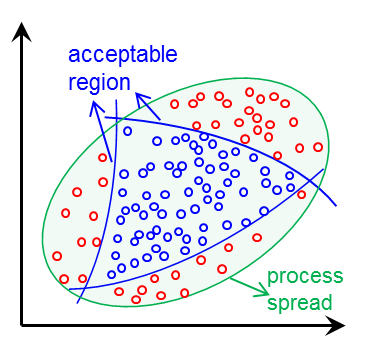 acceptable
region
process
spread